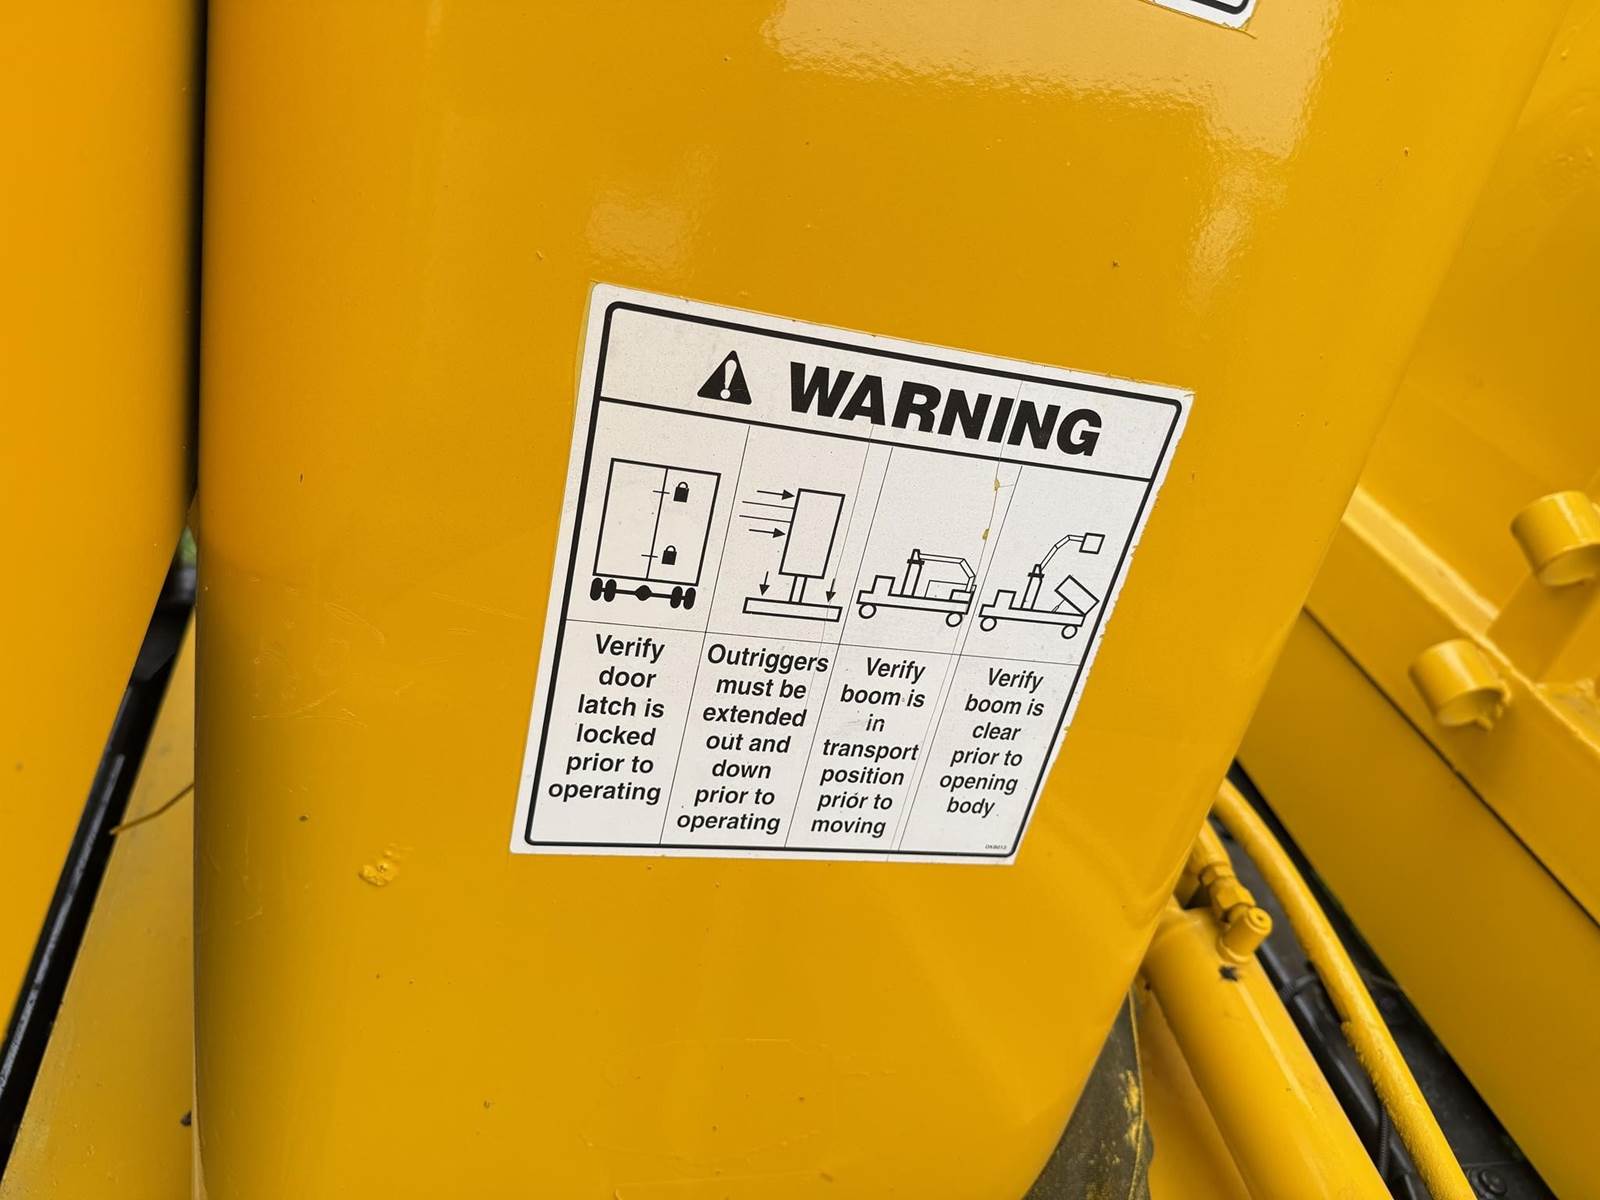 WARNING
Verify
door
latch is
locked
prior to
operating
Outriggers
must be
extended
out and
down
prior to
operating
Verify
boom is
in
transport
position
prior to
moving
Verify
boom is
clear
prior to
opening
body